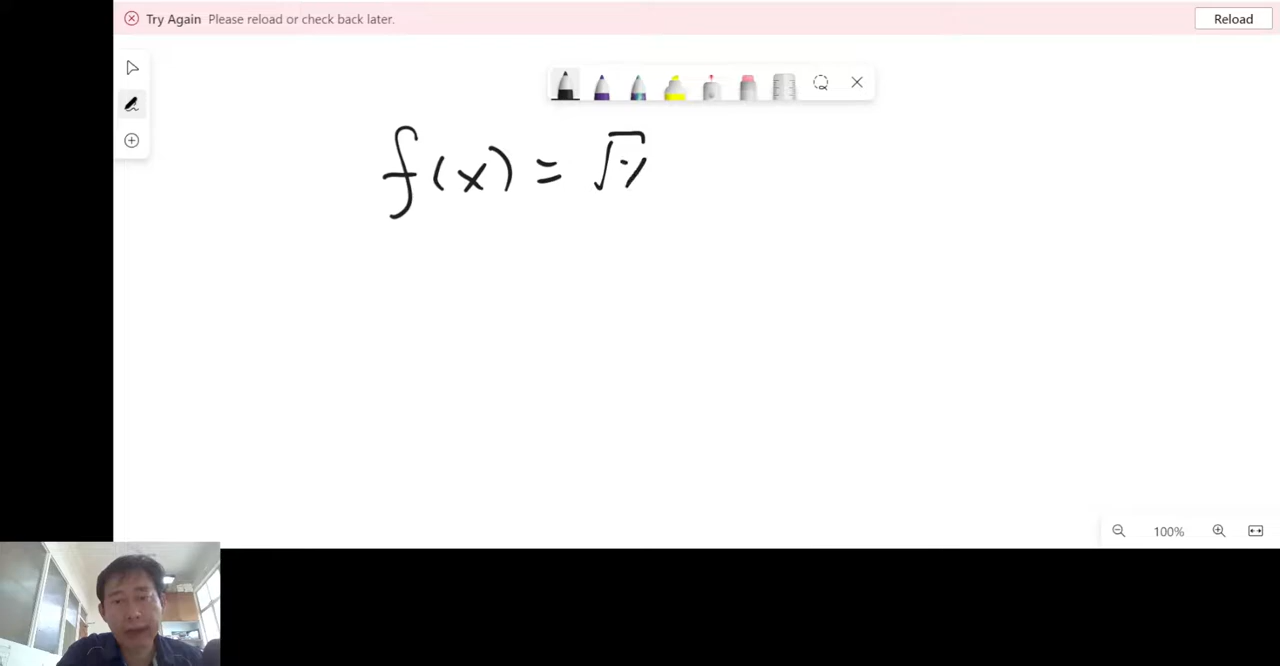 Try Again Please reload or check back later. Reload
f(x) = √x
100%